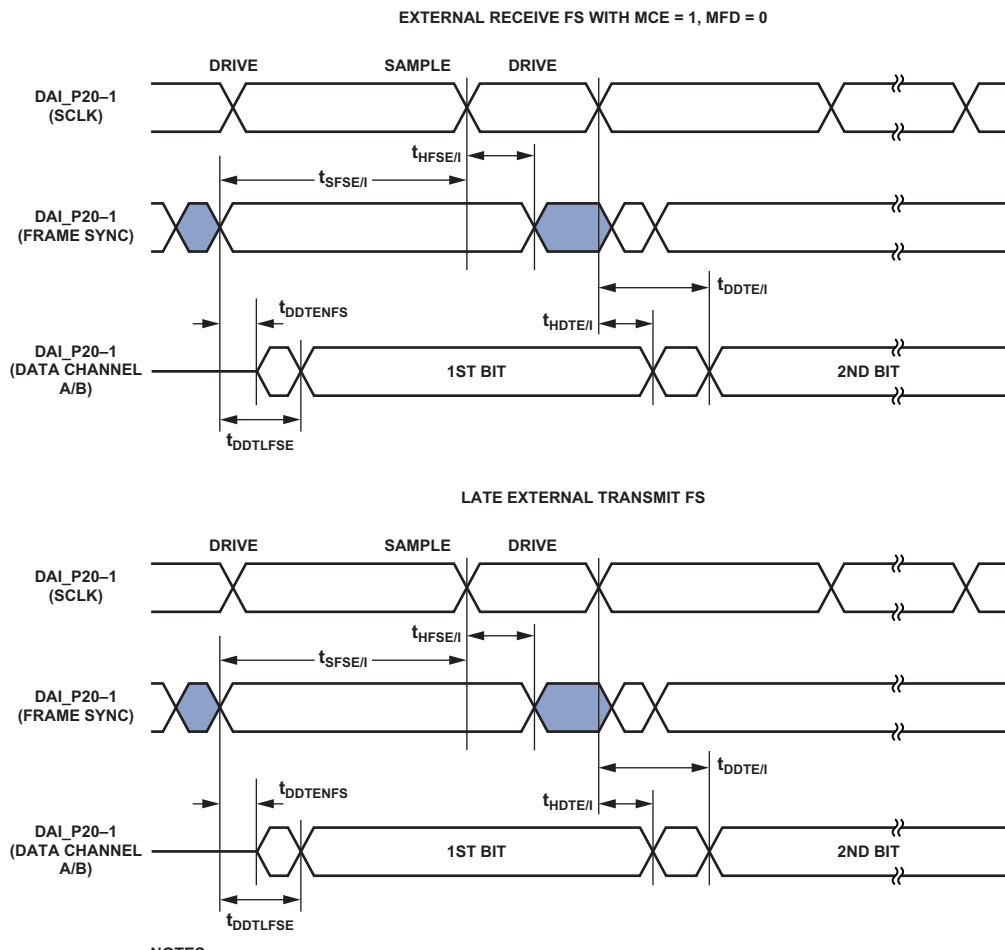 EXTERNAL RECEIVE FS WITH MCE = 1, MFD = 0
DRIVE SAMPLE DRIVE
DAI_P20–1
(SCLK)
tHFSE/I
tSFSE/I
DAI_P20–1
(FRAME SYNC)
tDDTE/I
tDDTENFS
tHDTE/I
DAI_P20–1
(DATA CHANNEL
A/B)
1ST BIT 2ND BIT
tDDTLFSE
LATE EXTERNAL TRANSMIT FS
DRIVE SAMPLE DRIVE
DAI_P20–1
(SCLK)
tHFSE/I
tSFSE/I
DAI_P20–1
(FRAME SYNC)
tDDTE/I
tDDTENFS
tHDTE/I
DAI_P20–1
(DATA CHANNEL
A/B)
1ST BIT 2ND BIT
tDDTLFSE
NOTES